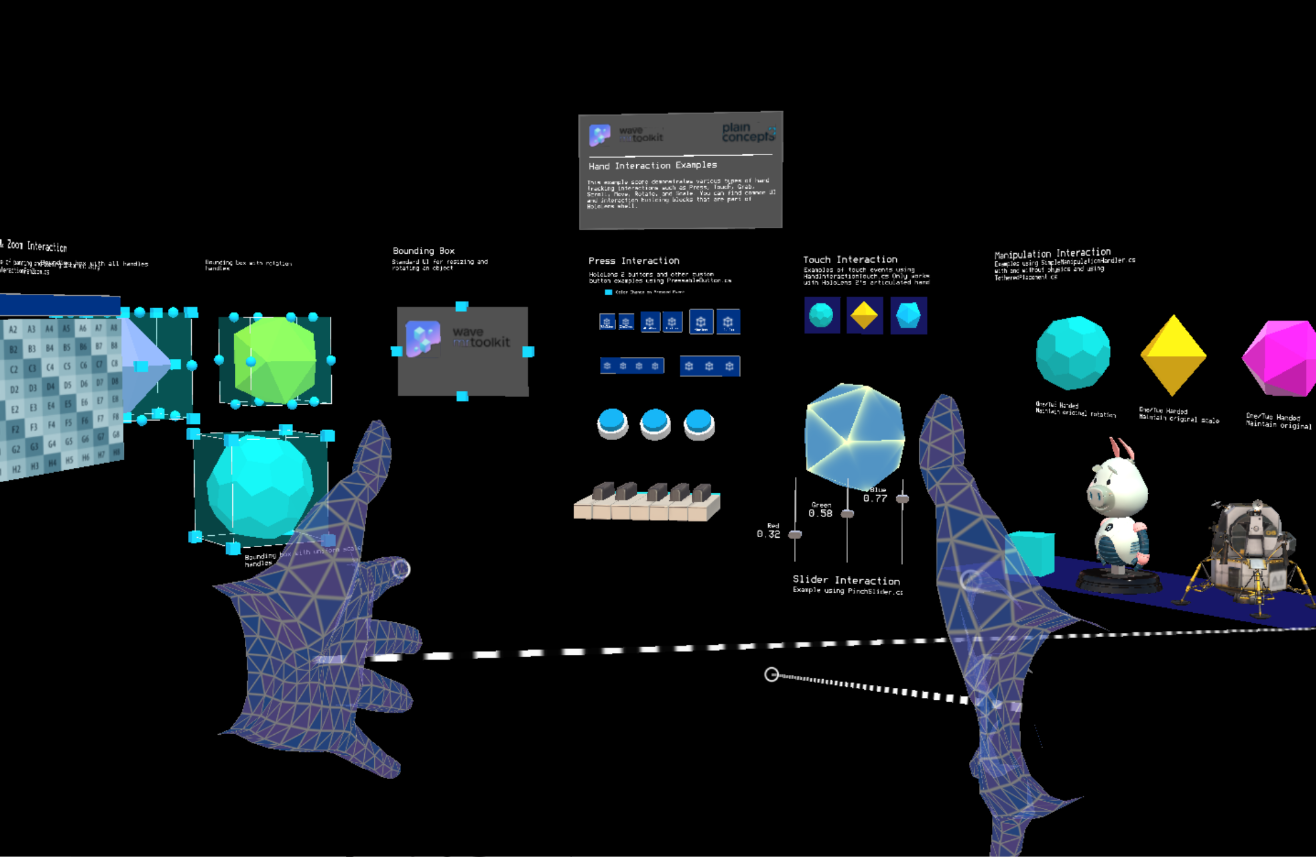 wave
toolkit
plain
concepts
Hand Interaction Examples
This example scene demonstrates various types of hand
tracking interactions such as Press, Touch, Grab,
Scroll, Move, Rotate, and Scale. You can find common UI
and interaction building blocks that are part of
HoloLens shell.
& Zoom Interaction
Bounding box with all handles
Bounding box with rotation
handles
Bounding Box
Standard UI for resizing and
rotating an object
wave
toolkit
Bounding box with uniform scale
handles
Press Interaction
HoloLens 2 buttons and other custom
button examples using PressableButton.cs
Touch Interaction
Examples of touch events using
HandInteractionTouch.cs Only works
with HoloLens 2's articulated hand
Manipulation Interaction
Examples using SimpleManipulationHandler.cs
with and without physics and using
TetheredPlacement.cs
One/Two Handed
Maintain original rotation
One/Two Handed
Maintain original scale
One/Two Handed
Maintain original
A2 A3 A4 A5 A6 A7 A8
B2 B3 B4 B5 B6 B7 B8
C2 C3 C4 C5 C6 C7 C8
D2 D3 D4 D5 D6 D7 D8
E2 E3 E4 E5 E6 E7 E8
F2 F3 F4 F5 F6 F7 F8
G2 G3 G4 G5 G6 G7 G8
H2 H3 H4 H5 H6 H7 H8
Red
0.32
Green
0.58
Blue
0.77
Slider Interaction
Example using PinchSlider.cs